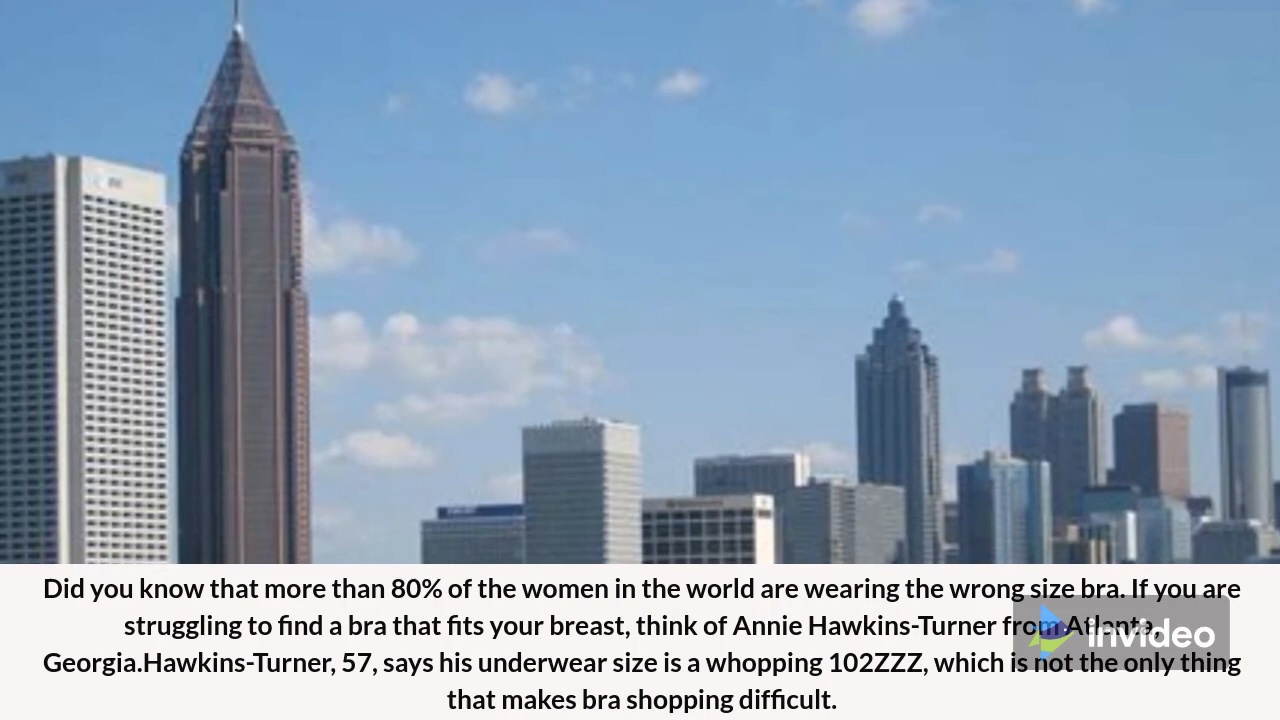 Did you know that more than 80% of the women in the world are wearing the wrong size bra. If you are
struggling to find a bra that fits your breast, think of Annie Hawkins-Turner from Atlanta,
Georgia.Hawkins-Turner, 57, says his underwear size is a whopping 102ZZZ, which is not the only thing
that makes bra shopping difficult.
invideo